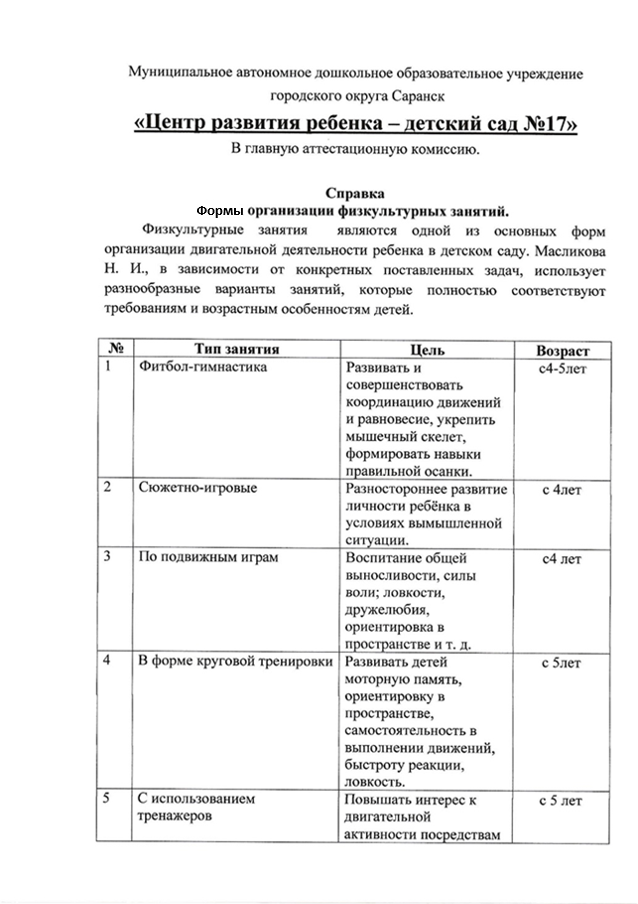 Муниципальное автономное дошкольное образовательное учреждение
городского округа Саранск
«Центр развития ребенка – детский сад №17»
В главную аттестационную комиссию.
Справка
Формы организации физкультурных занятий.
Физкультурные занятия являются одной из основных форм
организации двигательной деятельности ребенка в детском саду. Масликова
Н. И., в зависимости от конкретных поставленных задач, использует
разнообразные варианты занятий, которые полностью соответствуют
требованиям и возрастным особенностям детей.
№ Тип занятия Цель Возраст
1 Фитбол-гимнастика Развивать и с4-5лет
совершенствовать
координацию движений
и равновесие, укрепить
мышечный скелет,
формировать навыки
правильной осанки.
2 Сюжетно-игровые Разностороннее развитие с 4лет
личности ребёнка в
условиях вымышленной
ситуации.
3 По подвижным играм Воспитание общей с4 лет
выносливости, силы
воли; ловкости,
дружелюбия,
ориентировка в
пространстве и т. д.
4 В форме круговой тренировки Развивать детей с 5лет
моторную память,
ориентировку в
пространстве,
самостоятельность в
выполнении движений,
быстроту реакции,
ловкость.
5 С использованием Повышать интерес к с 5 лет
тренажеров двигательной
активности посредствам